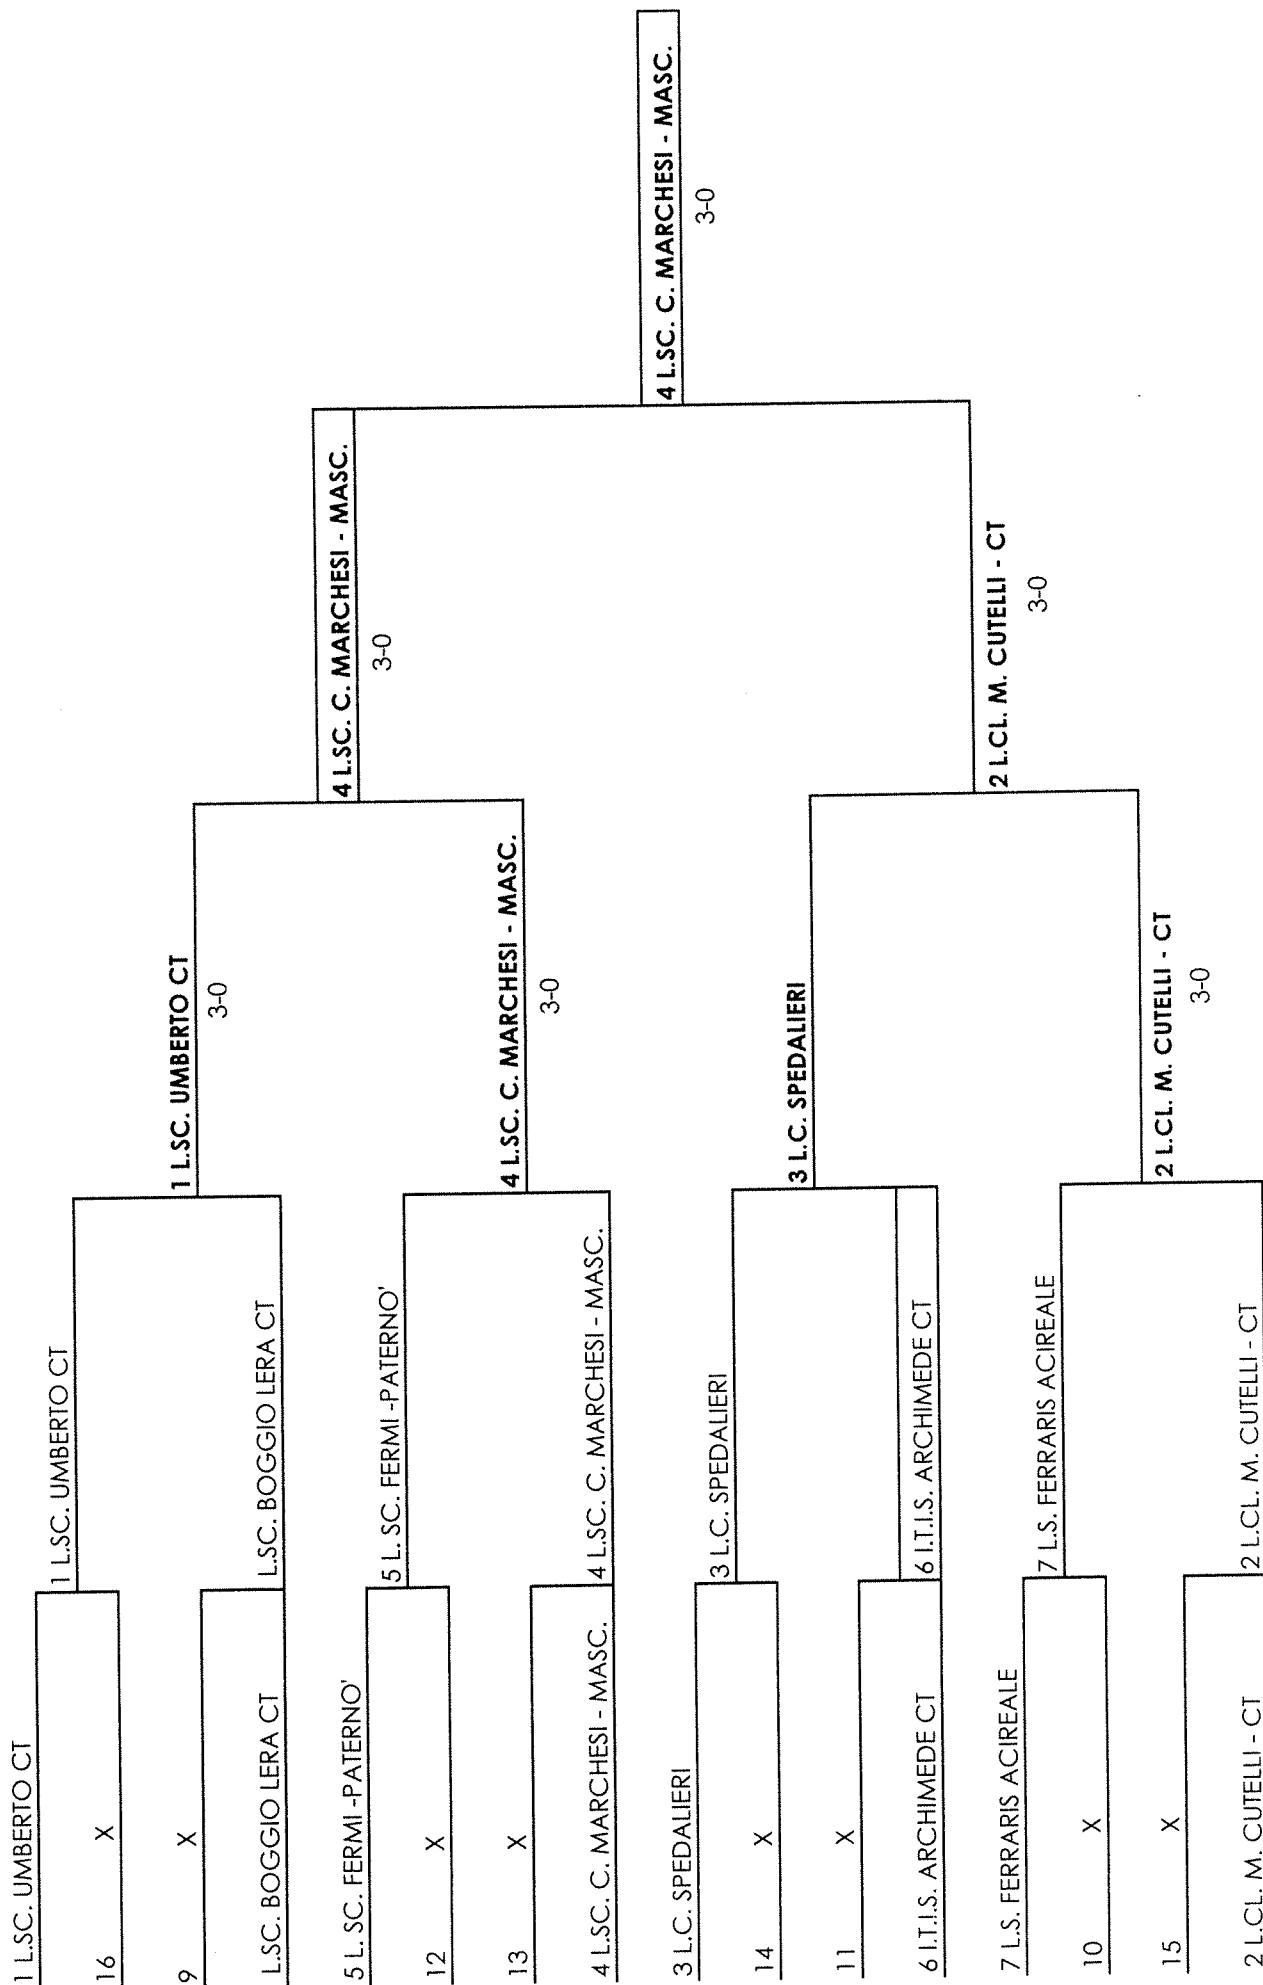 1 L.SC. UMBERTO CT
16 X
9 X
L.SC. BOGGIO LERA CT
5 L. SC. FERMI -PATERNO'
12 X
13 X
4 L.SC. C. MARCHESI - MASC.
3 L.C. SPEDALIERI
14 X
11 X
6 I.T.I.S. ARCHIMEDE CT
7 L.S. FERRARIS ACIREALE
10 X
15 X
2 L.CL. M. CUTELLI - CT
1 L.SC. UMBERTO CT
L.SC. BOGGIO LERA CT
5 L. SC. FERMI -PATERNO'
4 L.SC. C. MARCHESI - MASC.
3 L.C. SPEDALIERI
6 I.T.I.S. ARCHIMEDE CT
7 L.S. FERRARIS ACIREALE
2 L.CL. M. CUTELLI - CT
1 L.SC. UMBERTO CT
3-0
4 L.SC. C. MARCHESI - MASC.
3-0
3 L.C. SPEDALIERI
2 L.CL. M. CUTELLI - CT
3-0
4 L.SC. C. MARCHESI - MASC.
3-0
2 L.CL. M. CUTELLI - CT
3-0
4 L.SC. C. MARCHESI - MASC.
3-0